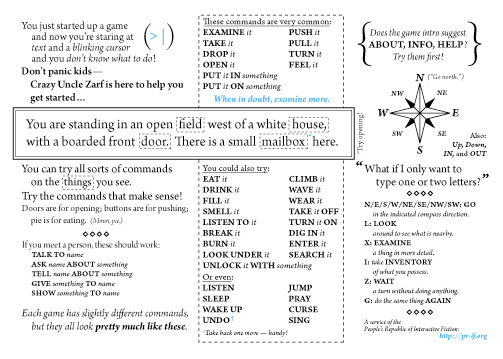 You just started up a game
and now you're staring at
text and a blinking cursor
and you don't know what to do!
(>|)
Don't panic kids—
Crazy Uncle Zarf is here to help you
get started…
These commands are very common:
EXAMINE it PUSH it
TAKE it PULL it
DROP it TURN it
OPEN it FEEL it
PUT it IN something
PUT it ON something
When in doubt, examine more.
Does the game intro suggest
ABOUT, INFO, HELP?
Try them first!
N ("Go north.")
NW NE
W E
SW SE
S
Also:
Up, Down,
IN, and OUT
You are standing in an open field west of a white house,
with a boarded front door. There is a small mailbox here.
"Try opening!
You can try all sorts of commands
on the things you see.
Try the commands that make sense!
Doors are for opening; buttons are for pushing;
pie is for eating. (Mmm, pie.)
If you meet a person, these should work:
TALK TO name
ASK name ABOUT something
TELL name ABOUT something
GIVE something TO name
SHOW something TO name
Each game has slightly different commands,
but they all look pretty much like these.
You could also try:
EAT it CLIMB it
DRINK it WAVE it
FILL it WEAR it
SMELL it TAKE it OFF
LISTEN TO it TURN it ON
BREAK it DIG IN it
BURN it ENTER it
LOOK UNDER it SEARCH it
UNLOCK it WITH something
Or even:
LISTEN JUMP
SLEEP PRAY
WAKE UP CURSE
UNDO† SING
†Take back one move — handy!
"What if I only want to
type one or two letters?"
N/E/S/W/NE/SE/NW/SW: GO
in the indicated compass direction.
L: LOOK
around to see what is nearby.
X: EXAMINE
a thing in more detail.
I: take INVENTORY
of what you possess.
Z: WAIT
a turn without doing anything.
G: do the same thing AGAIN
A service of the
People's Republic of Interactive Fiction:
http://pr-if.org